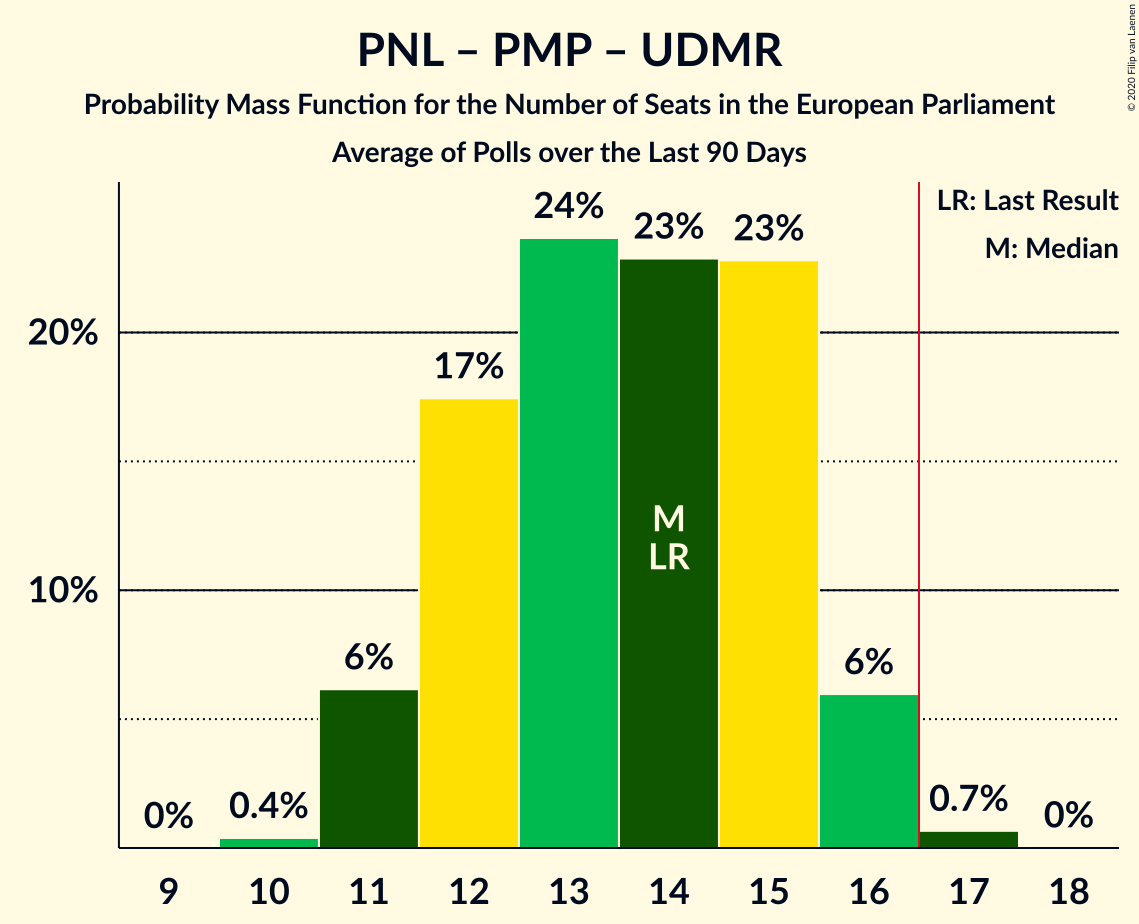 PNL – PMP – UDMR
Probability Mass Function for the Number of Seats in the European Parliament
Average of Polls over the Last 90 Days
© 2020 Filip van Laenen
LR: Last Result
M: Median
20%
10%
0%
0.4%
6%
17%
24%
23%
23%
6%
0.7%
0%
M
LR
9 10 11 12 13 14 15 16 17 18